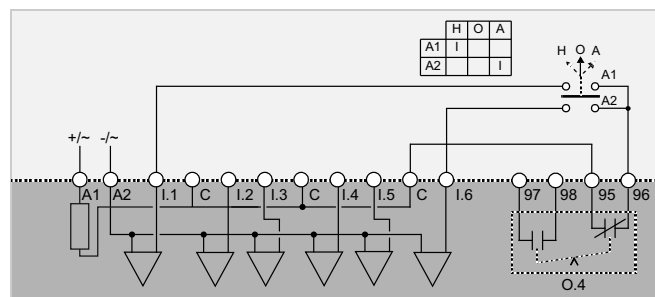 H O A
A1 I
A2 I
H O A
A1
A2
+/~ -/~
A1 A2 I.1 C I.2 I.3 C I.4 I.5 C I.6 97 98 95 96
O.4